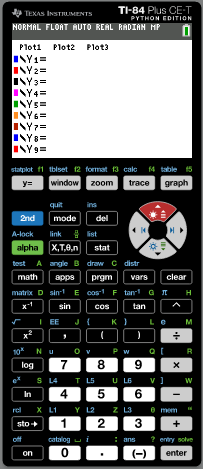 TEXAS INSTRUMENTS TI-84 Plus CE-T
PYTHON EDITION
NORMAL FLOAT AUTO REAL RADIAN MP
Plot1 Plot2 Plot3
\Y1=
\Y2=
\Y3=
\Y4=
\Y5=
\Y6=
\Y7=
\Y8=
\Y9=
statplot f1 tblset f2 format f3 calc f4 table f5
y= window zoom trace graph
quit ins
2nd mode del
A-lock link list
alpha X,T,θ,n stat
test A angle B draw C distr
math apps prgm vars clear
matrix D sin⁻¹ E cos⁻¹ F tan⁻¹ G π H
x⁻¹ sin cos tan ^
√ I EE J { K } L e M
x² , ( ) ÷
10ˣ N u O v P w Q [ R
log 7 8 9 ×
eˣ S L4 T L5 U L6 V ] W
ln 4 5 6 −
rcl X L1 Y L2 Z L3 θ mem "
sto→ 1 2 3 +
off catalog ⎵ i : ans ? entry solve
on 0 . (−) enter